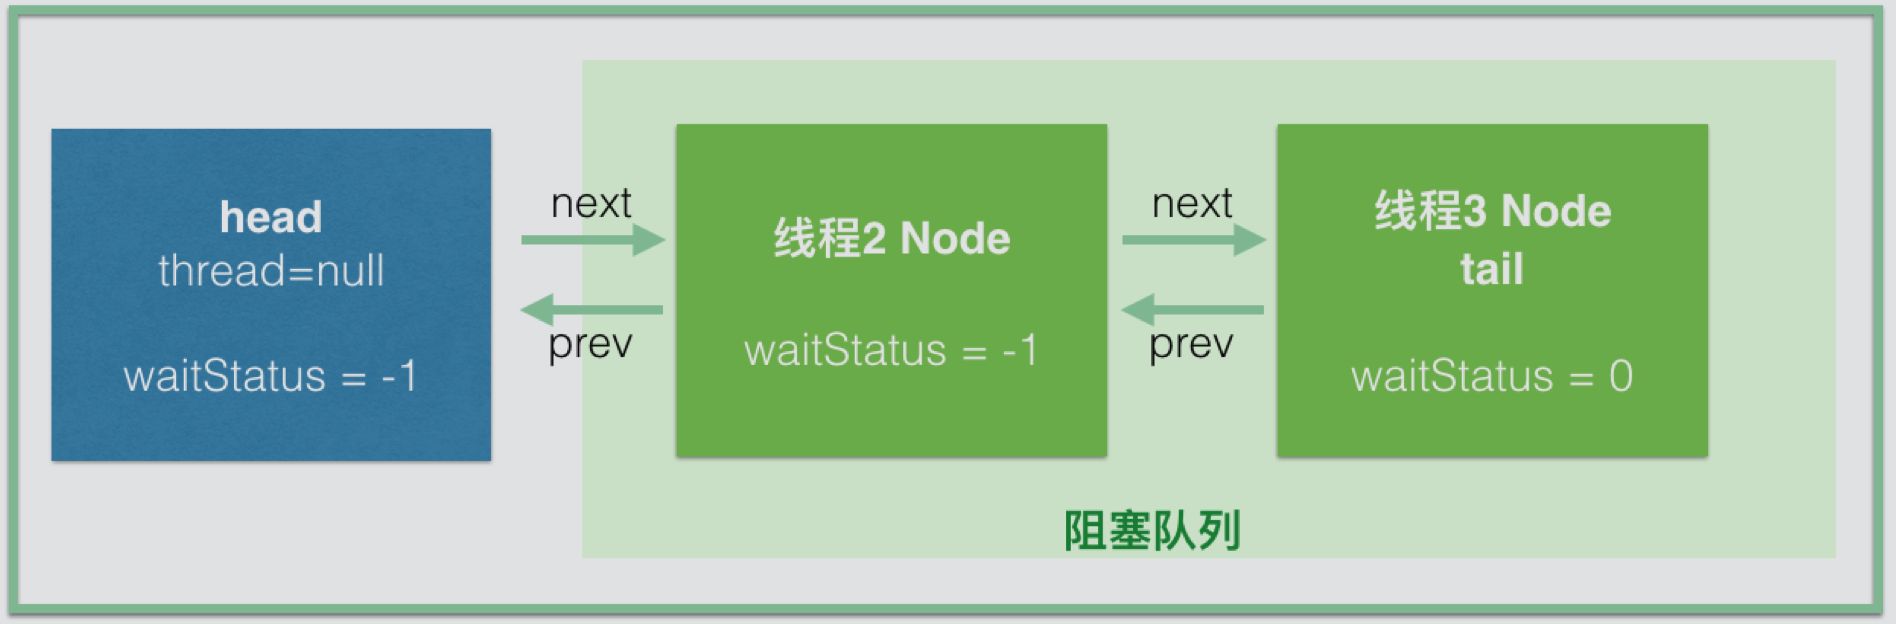 head
thread=null
waitStatus = -1
next
prev
线程2 Node
waitStatus = -1
next
prev
线程3 Node
tail
waitStatus = 0
阻塞队列